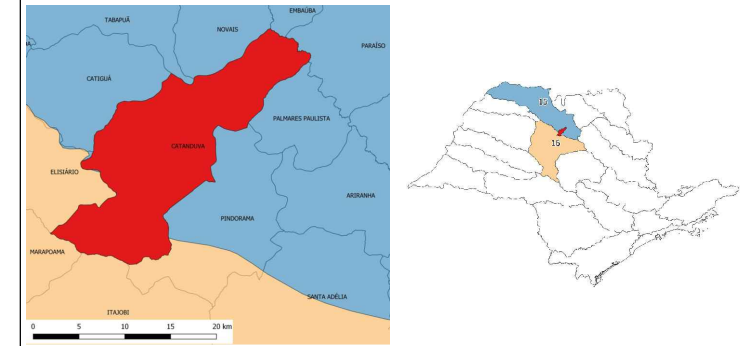 EMBAÚBA
TABAPUÃ
NOVAIS
PARAÍSO
CATIGUÁ
PALMARES PAULISTA
CATANDUVA
ELISIÁRIO
ARIRANHA
PINDORAMA
MARAPOAMA
SANTA ADÉLIA
ITAJOBI
0 5 10 15 20 km
15
16